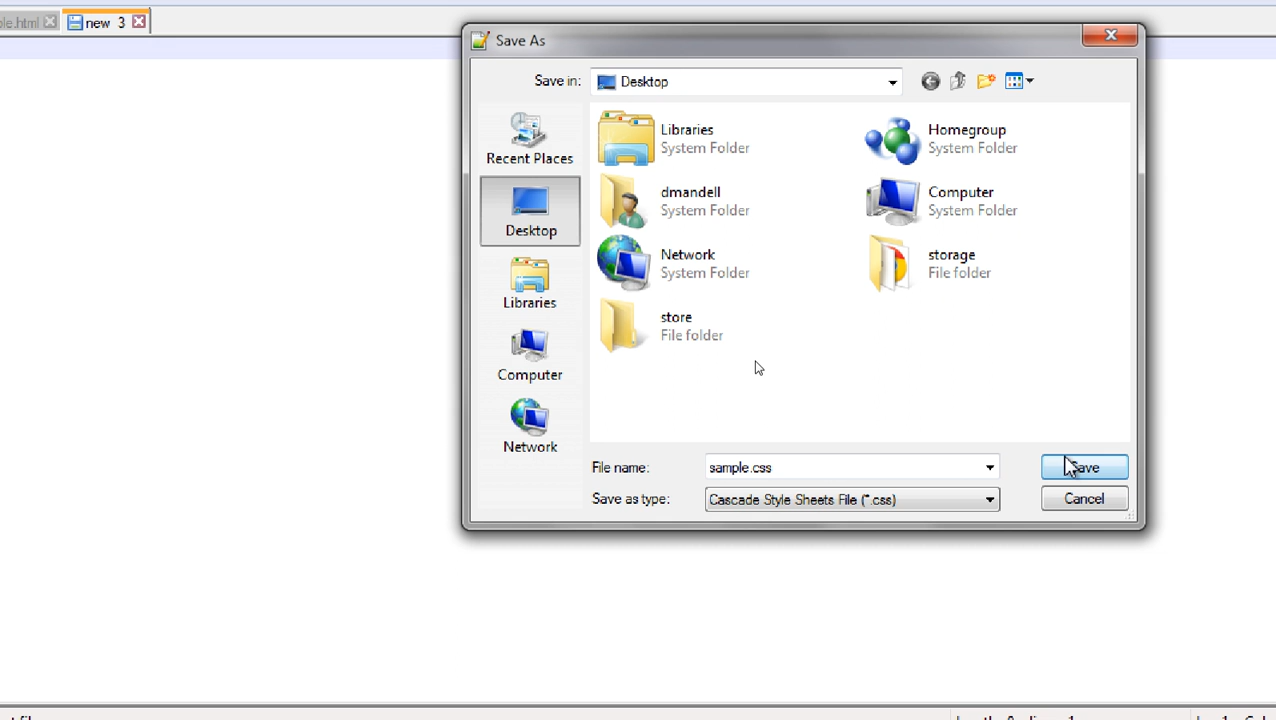 ple.html
new 3
Save As
Save in: Desktop
Recent Places
Desktop
Libraries
Computer
Network
Libraries
System Folder
Homegroup
System Folder
dmandell
System Folder
Computer
System Folder
Network
System Folder
storage
File folder
store
File folder
File name: sample.css
Save
Save as type: Cascade Style Sheets File (*.css)
Cancel